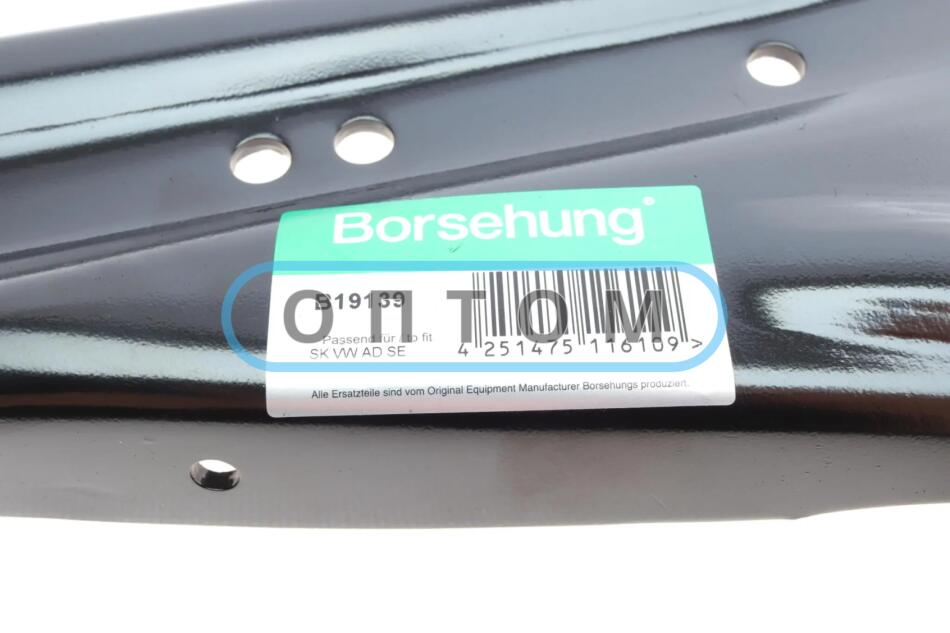 Borsehung®
B19139
ОПТОМ
Passend für / to fit
SK VW AD SE
4 251475 116109 >
Alle Ersatzteile sind vom Original Equipment Manufacturer Borsehungs produziert.